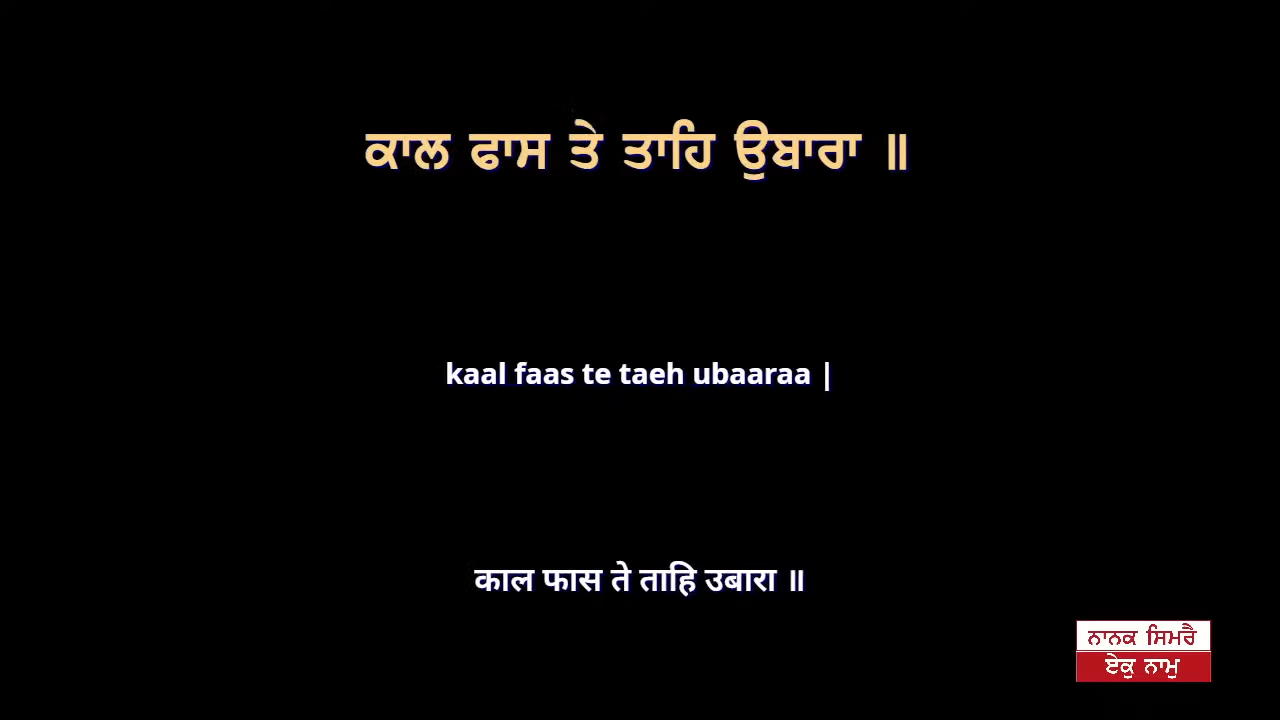 ਕਾਲ ਫਾਸ ਤੇ ਤਾਹਿ ਉਬਾਰਾ ॥
kaal faas te taeh ubaaraa |
काल फास ते ताहि उबारा ॥
ਨਾਨਕ ਸਿਮਰੈ
ਏਕੁ ਨਾਮੁ